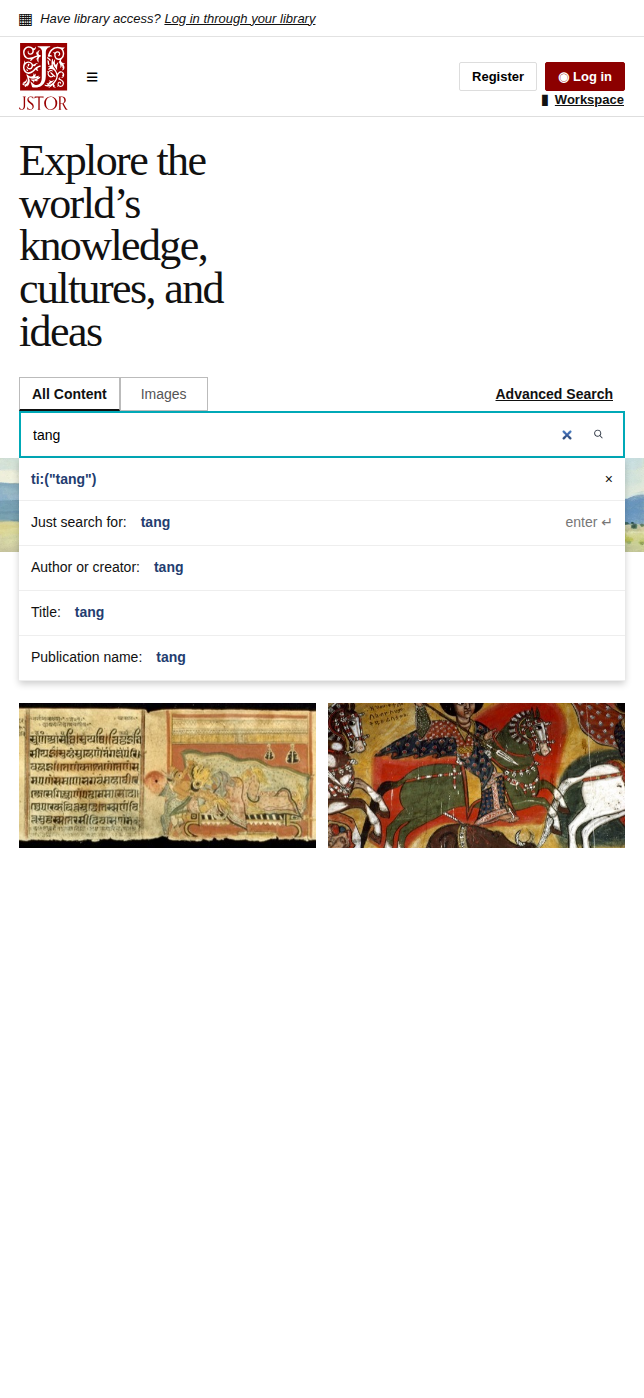 Have library access? Log in through your library
JSTOR
Register
Log in
Workspace
Explore the
world’s
knowledge,
cultures, and
ideas
All Content
Images
Advanced Search
tang
ti:("tang")
×
Just search for: tang
enter ↵
Author or creator: tang
Title: tang
Publication name: tang